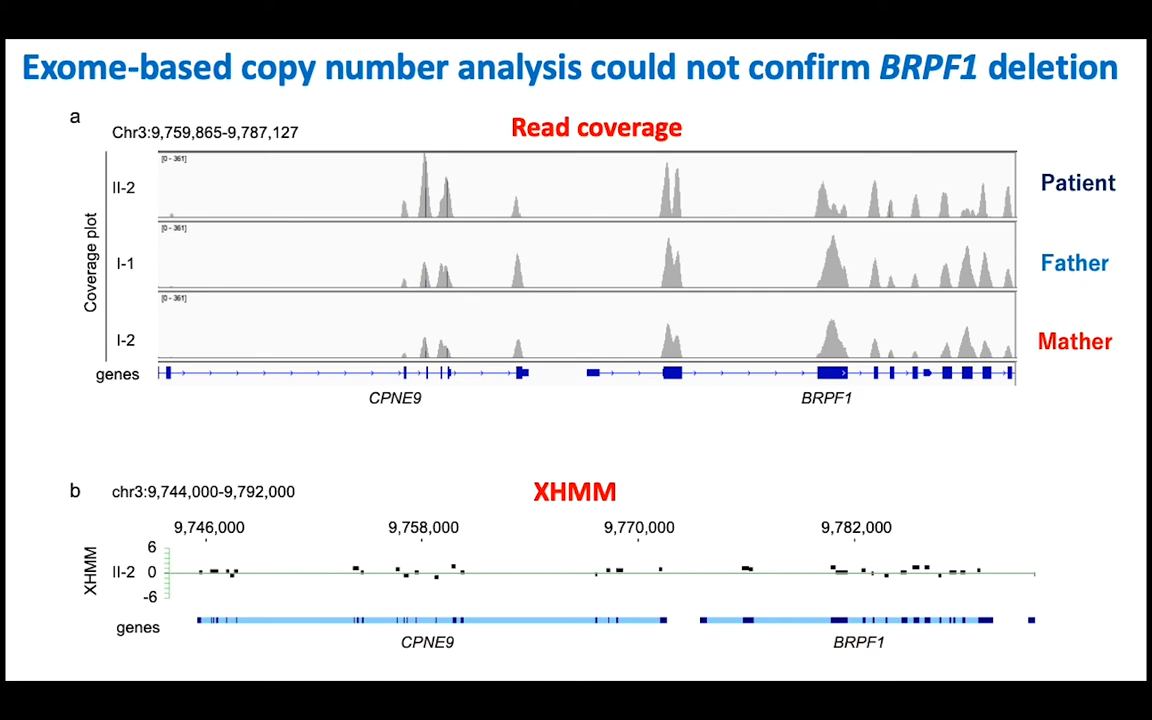 Exome-based copy number analysis could not confirm BRPF1 deletion
a
Chr3:9,759,865-9,787,127
Read coverage
[0 - 361]
II-2
Patient
[0 - 361]
I-1
Father
[0 - 361]
I-2
Mather
Coverage plot
genes
CPNE9
BRPF1
b
chr3:9,744,000-9,792,000
XHMM
9,746,000
9,758,000
9,770,000
9,782,000
XHMM
6
II-2
0
-6
genes
CPNE9
BRPF1